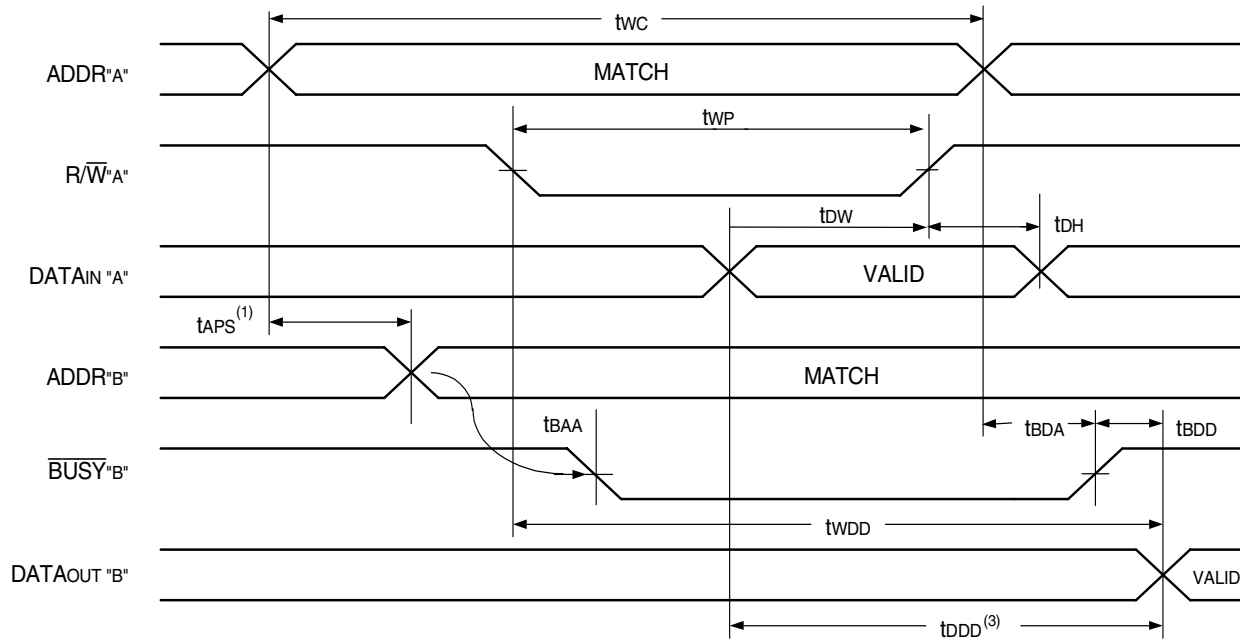 tWC
ADDR"A" MATCH
tWP
R/W̅"A"
tDW tDH
DATAIN "A" VALID
tAPS(1)
ADDR"B" MATCH
tBAA tBDA tBDD
B̅U̅S̅Y̅"B"
tWDD
DATAOUT "B" VALID
tDDD(3)